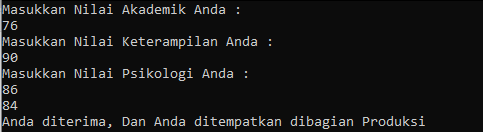 Masukkan Nilai Akademik Anda :
76
Masukkan Nilai Keterampilan Anda :
90
Masukkan Nilai Psikologi Anda :
86
84
Anda diterima, Dan Anda ditempatkan dibagian Produksi